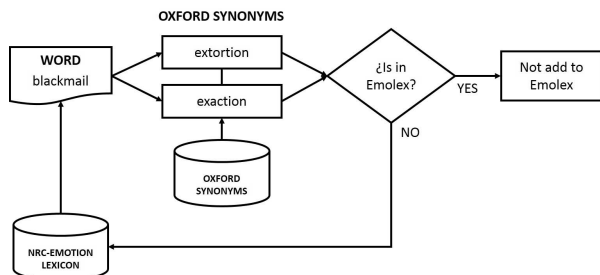 OXFORD SYNONYMS
WORD
blackmail
extortion
exaction
¿Is in
Emolex?
YES
Not add to
Emolex
NO
OXFORD
SYNONYMS
NRC-EMOTION
LEXICON